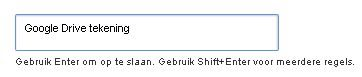 Google Drive tekening
Gebruik Enter om op te slaan. Gebruik Shift+Enter voor meerdere regels.